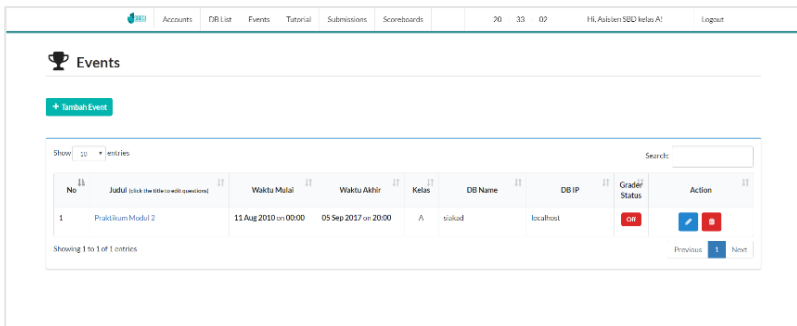 Accounts DB List Events Tutorial Submissions Scoreboards 20 33 02 Hi, Asisten SBD kelas A! Logout
Events
+ Tambah Event
Show 10 entries Search:
No Judul (click the title to edit questions) Waktu Mulai Waktu Akhir Kelas DB Name DB IP Grader Status Action
1 Praktikum Modul 2 11 Aug 2010 on 00:00 05 Sep 2017 on 20:00 A siakad localhost Off
Showing 1 to 1 of 1 entries Previous 1 Next